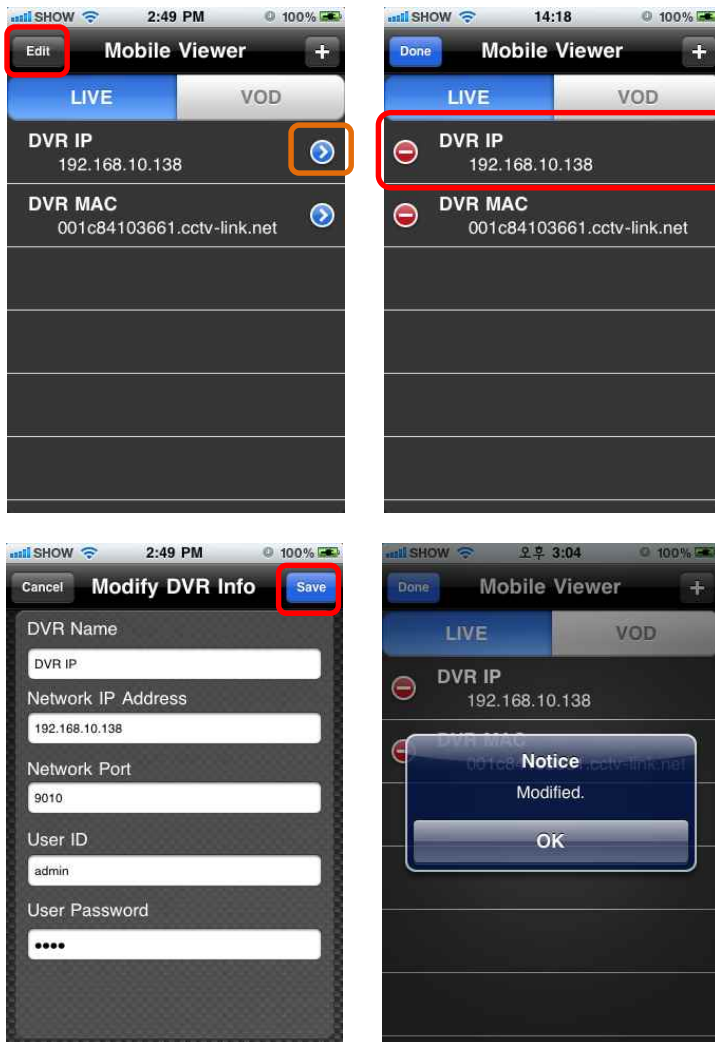 SHOW 2:49 PM 100%
Edit Mobile Viewer +
LIVE VOD
DVR IP
192.168.10.138
DVR MAC
001c84103661.cctv-link.net
SHOW 14:18 100%
Done Mobile Viewer +
LIVE VOD
DVR IP
192.168.10.138
DVR MAC
001c84103661.cctv-link.net
SHOW 2:49 PM 100%
Cancel Modify DVR Info Save
DVR Name
DVR IP
Network IP Address
192.168.10.138
Network Port
9010
User ID
admin
User Password
••••
SHOW 오후 3:04 100%
Done Mobile Viewer +
LIVE VOD
DVR IP
192.168.10.138
DVR MAC
Notice
Modified.
OK